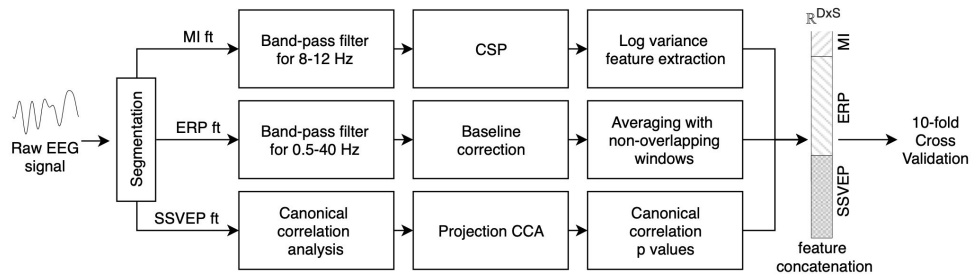 Raw EEG
signal
Segmentation
MI ft
Band-pass filter
for 8-12 Hz
CSP
Log variance
feature extraction
ERP ft
Band-pass filter
for 0.5-40 Hz
Baseline
correction
Averaging with
non-overlapping
windows
SSVEP ft
Canonical
correlation
analysis
Projection CCA
Canonical
correlation
p values
ℝDxS
MI
ERP
SSVEP
feature
concatenation
10-fold
Cross
Validation